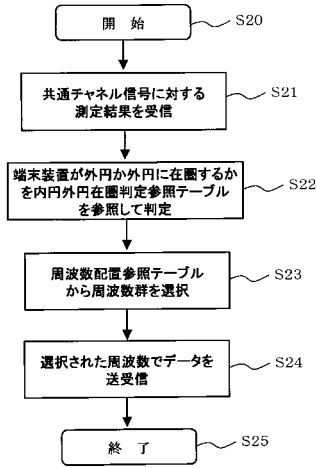 開 始
S20
共通チャネル信号に対する
測定結果を受信
S21
端末装置が外円か外円に在圏するか
を内円外円在圏判定参照テーブル
を参照して判定
S22
周波数配置参照テーブル
から周波数群を選択
S23
選択された周波数でデータを
送受信
S24
終 了
S25